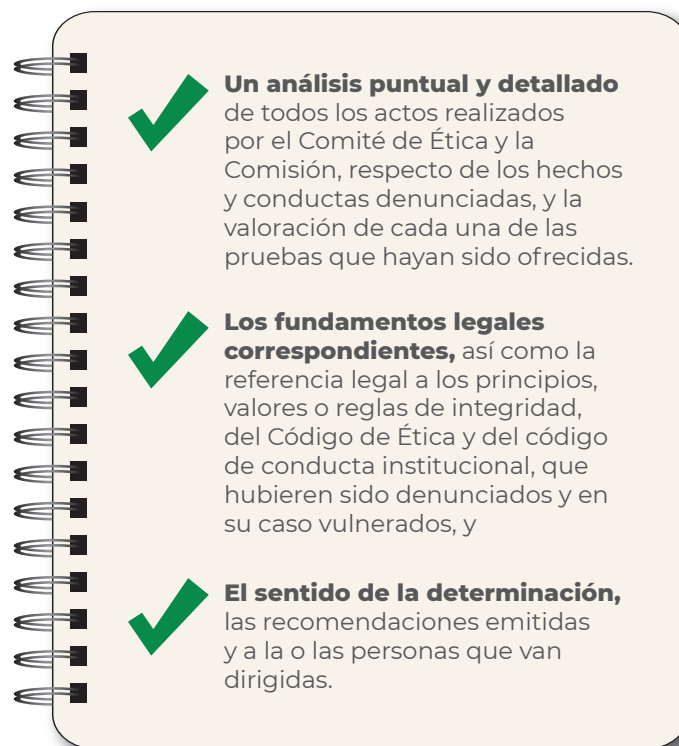 Un análisis puntual y detallado
de todos los actos realizados
por el Comité de Ética y la
Comisión, respecto de los hechos
y conductas denunciadas, y la
valoración de cada una de las
pruebas que hayan sido ofrecidas.
Los fundamentos legales
correspondientes, así como la
referencia legal a los principios,
valores o reglas de integridad,
del Código de Ética y del código
de conducta institucional, que
hubieren sido denunciados y en
su caso vulnerados, y
El sentido de la determinación,
las recomendaciones emitidas
y a la o las personas que van
dirigidas.